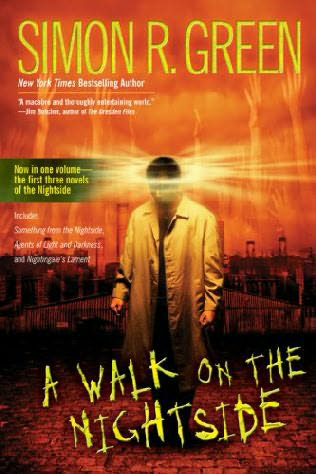 SIMON R. GREEN
New York Times Bestselling Author
"A macabre and thoroughly entertaining world."
—Jim Butcher, author of The Dresden Files
Now in one volume—
the first three novels
of the Nightside
Includes
Something from the Nightside,
Agents of Light and Darkness,
and Nightingale's Lament
A WALK ON THE
NIGHTSIDE